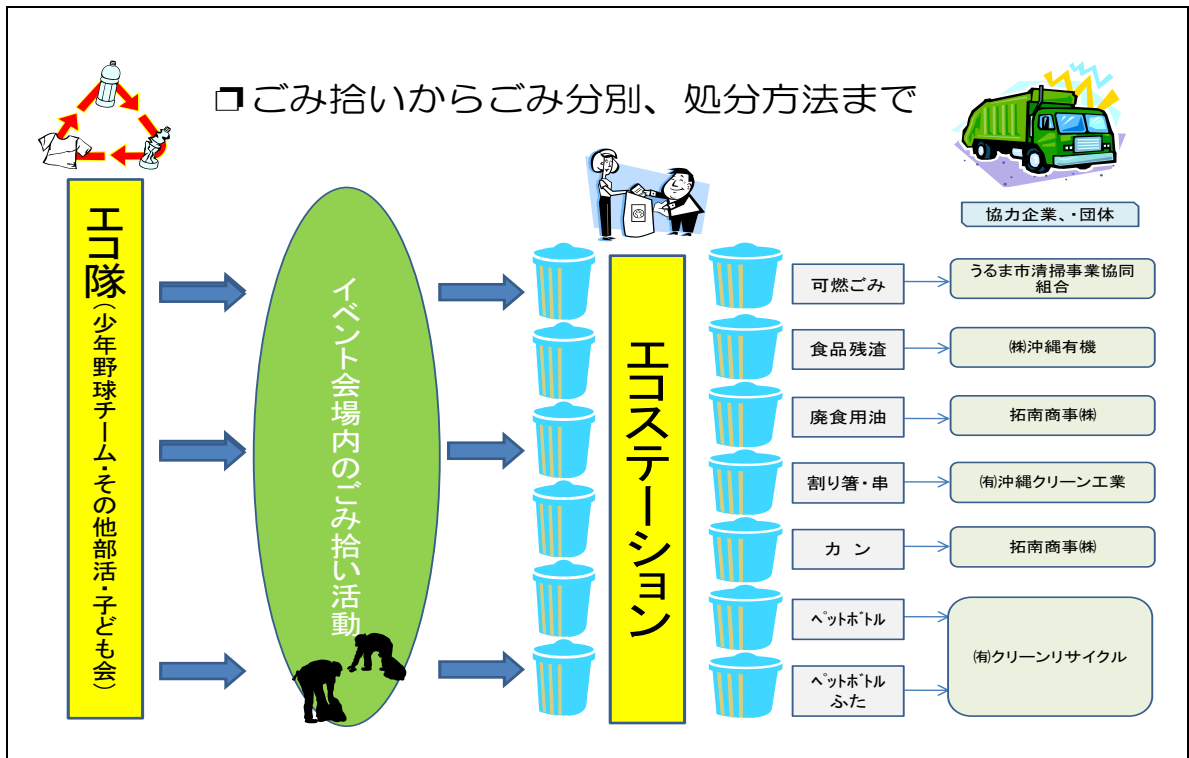 ❒ごみ拾いからごみ分別、処分方法まで
エコ隊(少年野球チーム・その他部活・子ども会)
イベント会場内のごみ拾い活動
エコステーション
協力企業、・団体
可燃ごみ
うるま市清掃事業協同
組合
食品残渣
㈱沖縄有機
廃食用油
拓南商事㈱
割り箸・串
㈲沖縄クリーン工業
カ ン
拓南商事㈱
ペットボトル
ペットボトル
ふた
㈲クリーンリサイクル